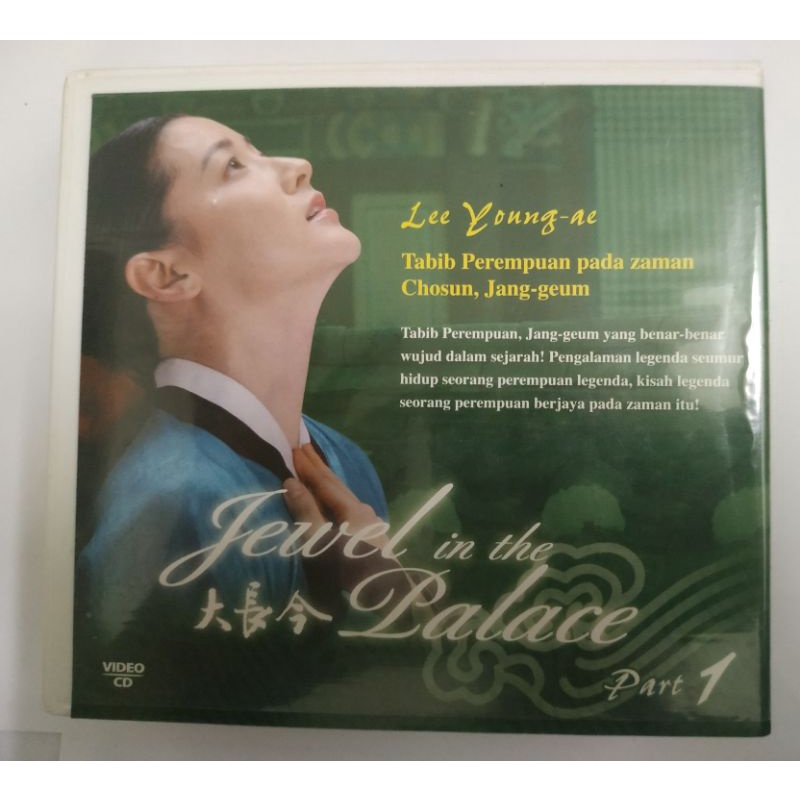 Lee Young-ae
Tabib Perempuan pada zaman
Chosun, Jang-geum
Tabib Perempuan, Jang-geum yang benar-benar
wujud dalam sejarah! Pengalaman legenda seumur
hidup seorang perempuan legenda, kisah legenda
seorang perempuan berjaya pada zaman itu!
Jewel in the
大長今 Palace
Part 1
VIDEO
CD